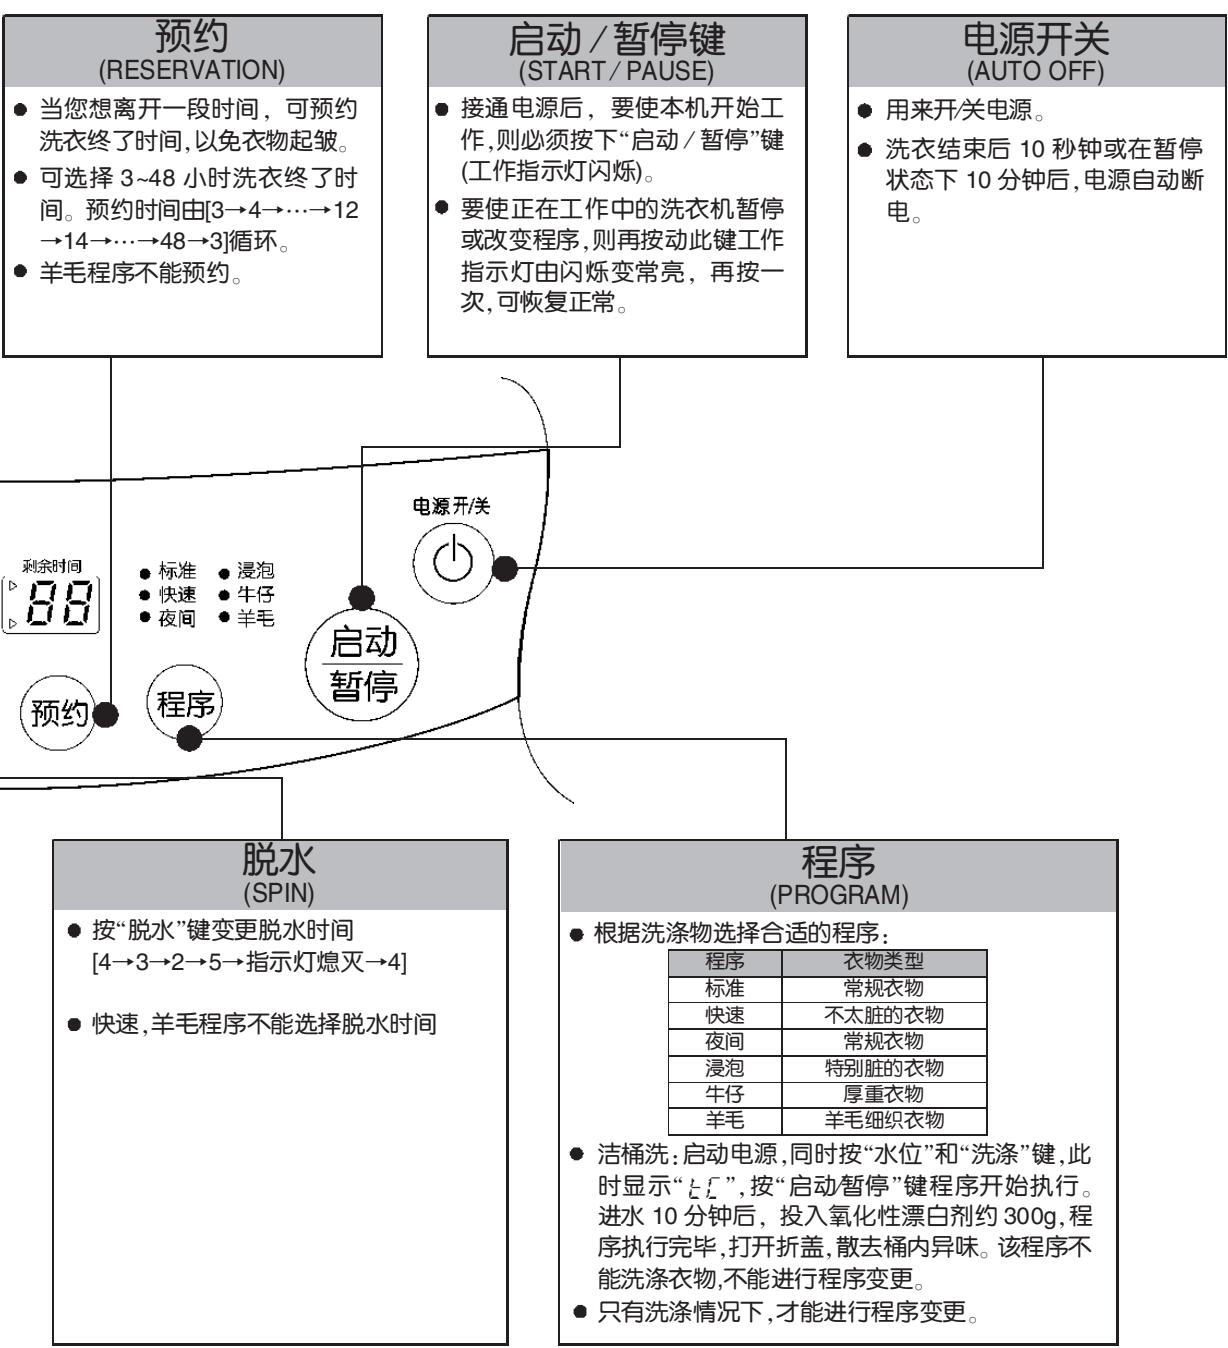 预约
(RESERVATION)
● 当您想离开一段时间，可预约
洗衣终了时间,以免衣物起皱。
● 可选择 3~48 小时洗衣终了时
间。预约时间由[3→4→…→12
→14→…→48→3]循环。
● 羊毛程序不能预约。
启动/暂停键
(START/PAUSE)
● 接通电源后，要使本机开始工
作,则必须按下“启动/暂停”键
(工作指示灯闪烁)。
● 要使正在工作中的洗衣机暂停
或改变程序,则再按动此键工作
指示灯由闪烁变常亮，再按一
次,可恢复正常。
电源开关
(AUTO OFF)
● 用来开/关电源。
● 洗衣结束后 10 秒钟或在暂停
状态下 10 分钟后,电源自动断
电。
电源开/关
剩余时间
88
● 标准 ● 浸泡
● 快速 ● 牛仔
● 夜间 ● 羊毛
启动
暂停
预约
程序
脱水
(SPIN)
● 按“脱水”键变更脱水时间
[4→3→2→5→指示灯熄灭→4]
● 快速,羊毛程序不能选择脱水时间
程序
(PROGRAM)
● 根据洗涤物选择合适的程序:
程序 衣物类型
标准 常规衣物
快速 不太脏的衣物
夜间 常规衣物
浸泡 特别脏的衣物
牛仔 厚重衣物
羊毛 羊毛细织衣物
● 洁桶洗:启动电源,同时按“水位”和“洗涤”键,此
时显示“t[”,按“启动/暂停”键程序开始执行。
进水 10 分钟后，投入氧化性漂白剂约 300g,程
序执行完毕,打开折盖,散去桶内异味。该程序不
能洗涤衣物,不能进行程序变更。
● 只有洗涤情况下,才能进行程序变更。